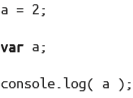 a = 2;
var a;
console.log( a );